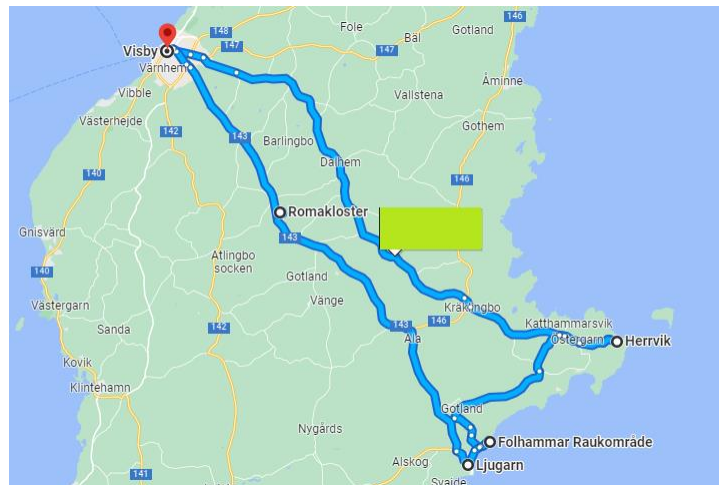 146
148
Fole
Gotland
Bäl
147
147
Visby
Värnhem
Åminne
Vibble
Vallstena
Västerhejde
142
Gothem
143
Barlingbo
Dalhem
140
146
Romakloster
Gnisvärd
143
Atlingbo
socken
140
Gotland
Västergarn
Vänge
Kräklingbo
Sanda
142
143
146
Katthammarsvik
Ala
Östergarn
Herrvik
Kovik
Klintehamn
Gotland
Nygårds
Folhammar Raukområde
Alskog
Ljugarn
141
Svaide